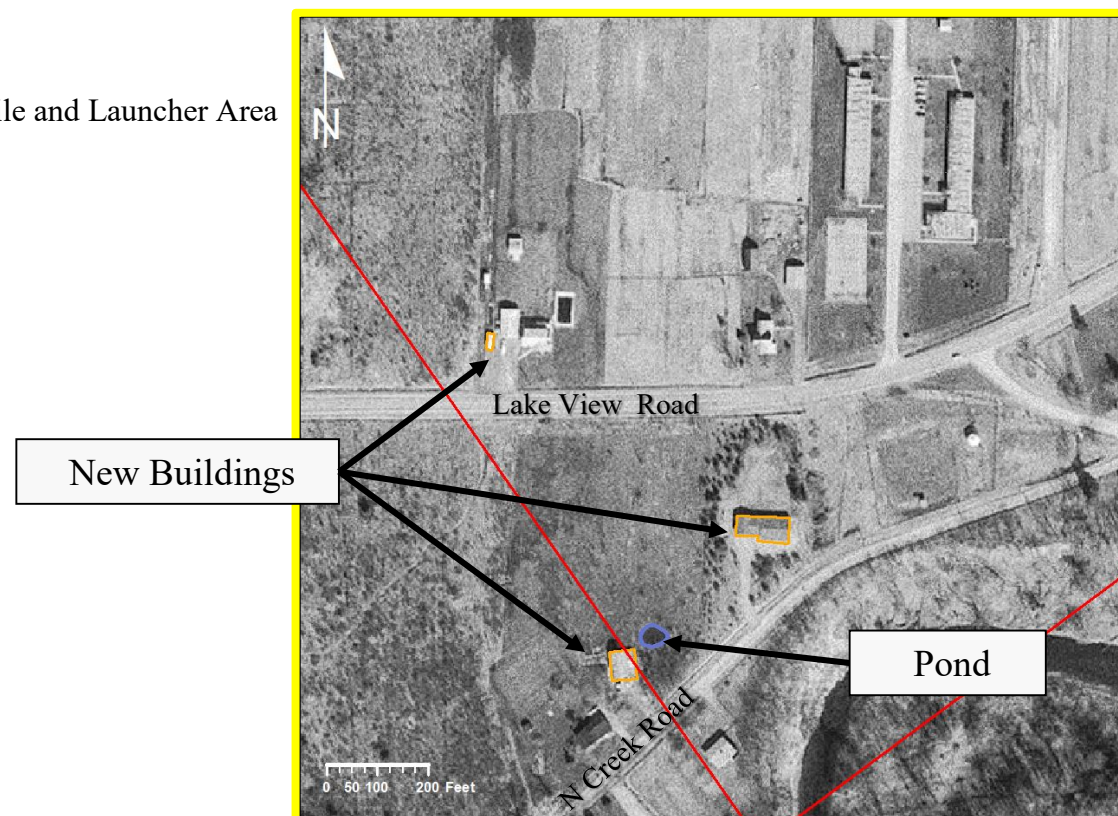 N
le and Launcher Area
Lake View Road
New Buildings
Pond
N Creek Road
0 50 100 200 Feet